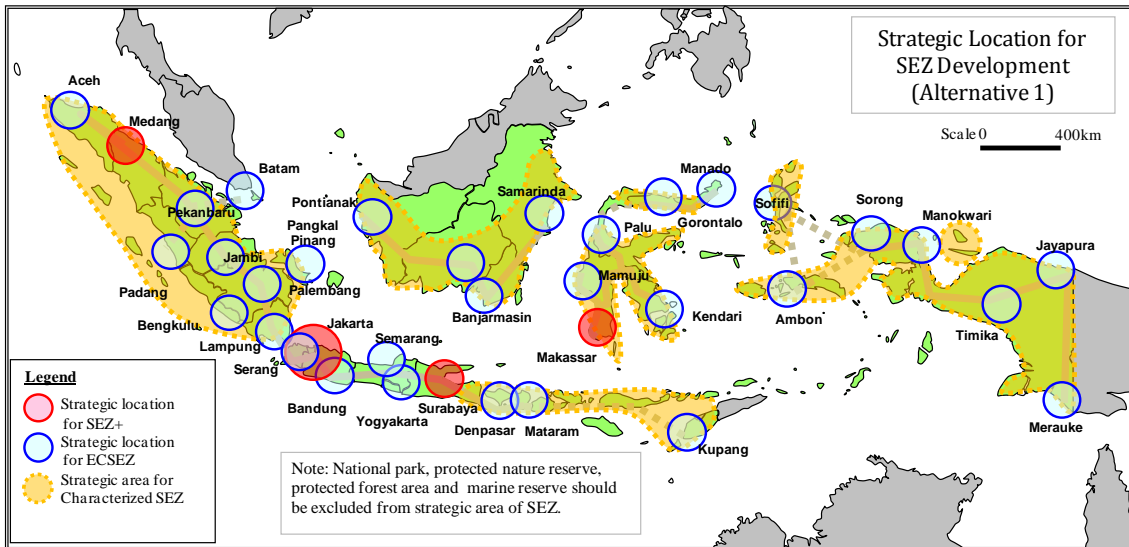 Strategic Location for
SEZ Development
(Alternative 1)
Scale 0 400km
Aceh
Medang
Batam
Pekanbaru
Pontianak
Pangkal
Pinang
Samarinda
Manado
Sofifi
Sorong
Manokwari
Gorontalo
Palu
Jayapura
Jambi
Padang
Palembang
Mamuju
Bengkulu
Banjarmasin
Kendari
Ambon
Timika
Lampung
Jakarta
Semarang
Makassar
Serang
Bandung
Yogyakarta
Surabaya
Denpasar
Mataram
Kupang
Merauke
Legend
Strategic location
for SEZ+
Strategic location
for ECSEZ
Strategic area for
Characterized SEZ
Note: National park, protected nature reserve,
protected forest area and marine reserve should
be excluded from strategic area of SEZ.